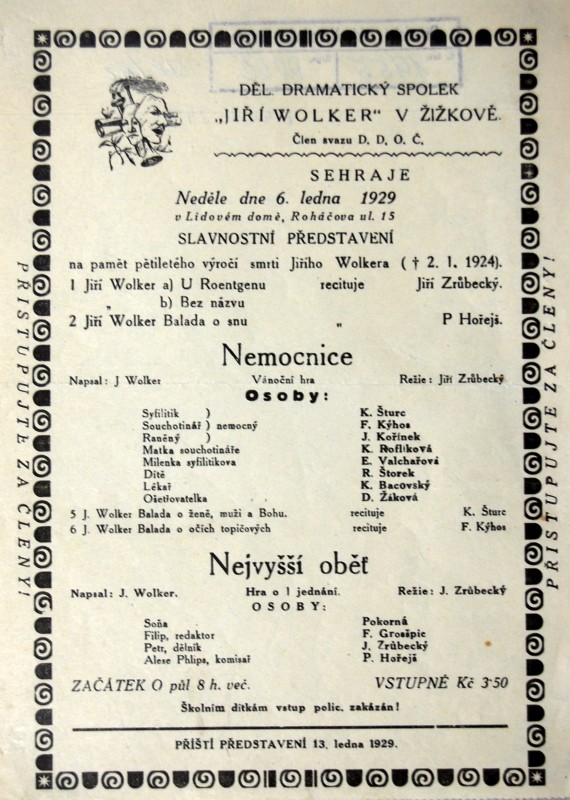 DĚL. DRAMATICKÝ SPOLEK
„JIŘÍ WOLKER" V ŽIŽKOVĚ.
Člen svazu D. D. O. Č.
SEHRAJE
Neděle dne 6. ledna 1929
v Lidovém domě, Roháčova ul. 15
SLAVNOSTNÍ PŘEDSTAVENÍ
na pamět pětiletého výročí smrti Jiřího Wolkera ( † 2. 1. 1924).
1 Jiří Wolker a) U Roentgenu recituje Jiří Zrůbecký.
„ b) Bez názvu
2 Jiří Wolker Balada o snu „ P Hořejš.
Nemocnice
Napsal: J Wolker Vánoční hra Režie: Jiří Zrůbecký
Osoby:
Syfilitik ) K. Šturc
Souchotinář ) nemocný F. Kýhos
Raněný ) J. Kořínek
Matka souchotináře K. Roflíková
Milenka syfilitikova E. Valchařová
Dítě R. Štorek
Lékař K. Bacovský
Ošetřovatelka D. Žáková
5 J. Wolker Balada o ženě, muži a Bohu. recituje K. Šturc
6 J. Wolker Balada o očích topičových recituje F. Kýhos
Nejvyšší oběť
Napsal: J. Wolker. Hra o 1 jednání. Režie: J. Zrůbecký
OSOBY:
Soňa Pokorná
Filip, redaktor F. Grosšpic
Petr, dělník J. Zrůbecký
Alese Phlips, komisař P. Hořejš
ZAČÁTEK O půl 8 h. več. VSTUPNÉ Kč 3·50
Školním dítkám vstup polic. zakázán!
PŘÍŠTÍ PŘEDSTAVENÍ 13. ledna 1929.
PŘISTUPUJTE ZA ČLENY!
PŘISTUPUJTE ZA ČLENY!